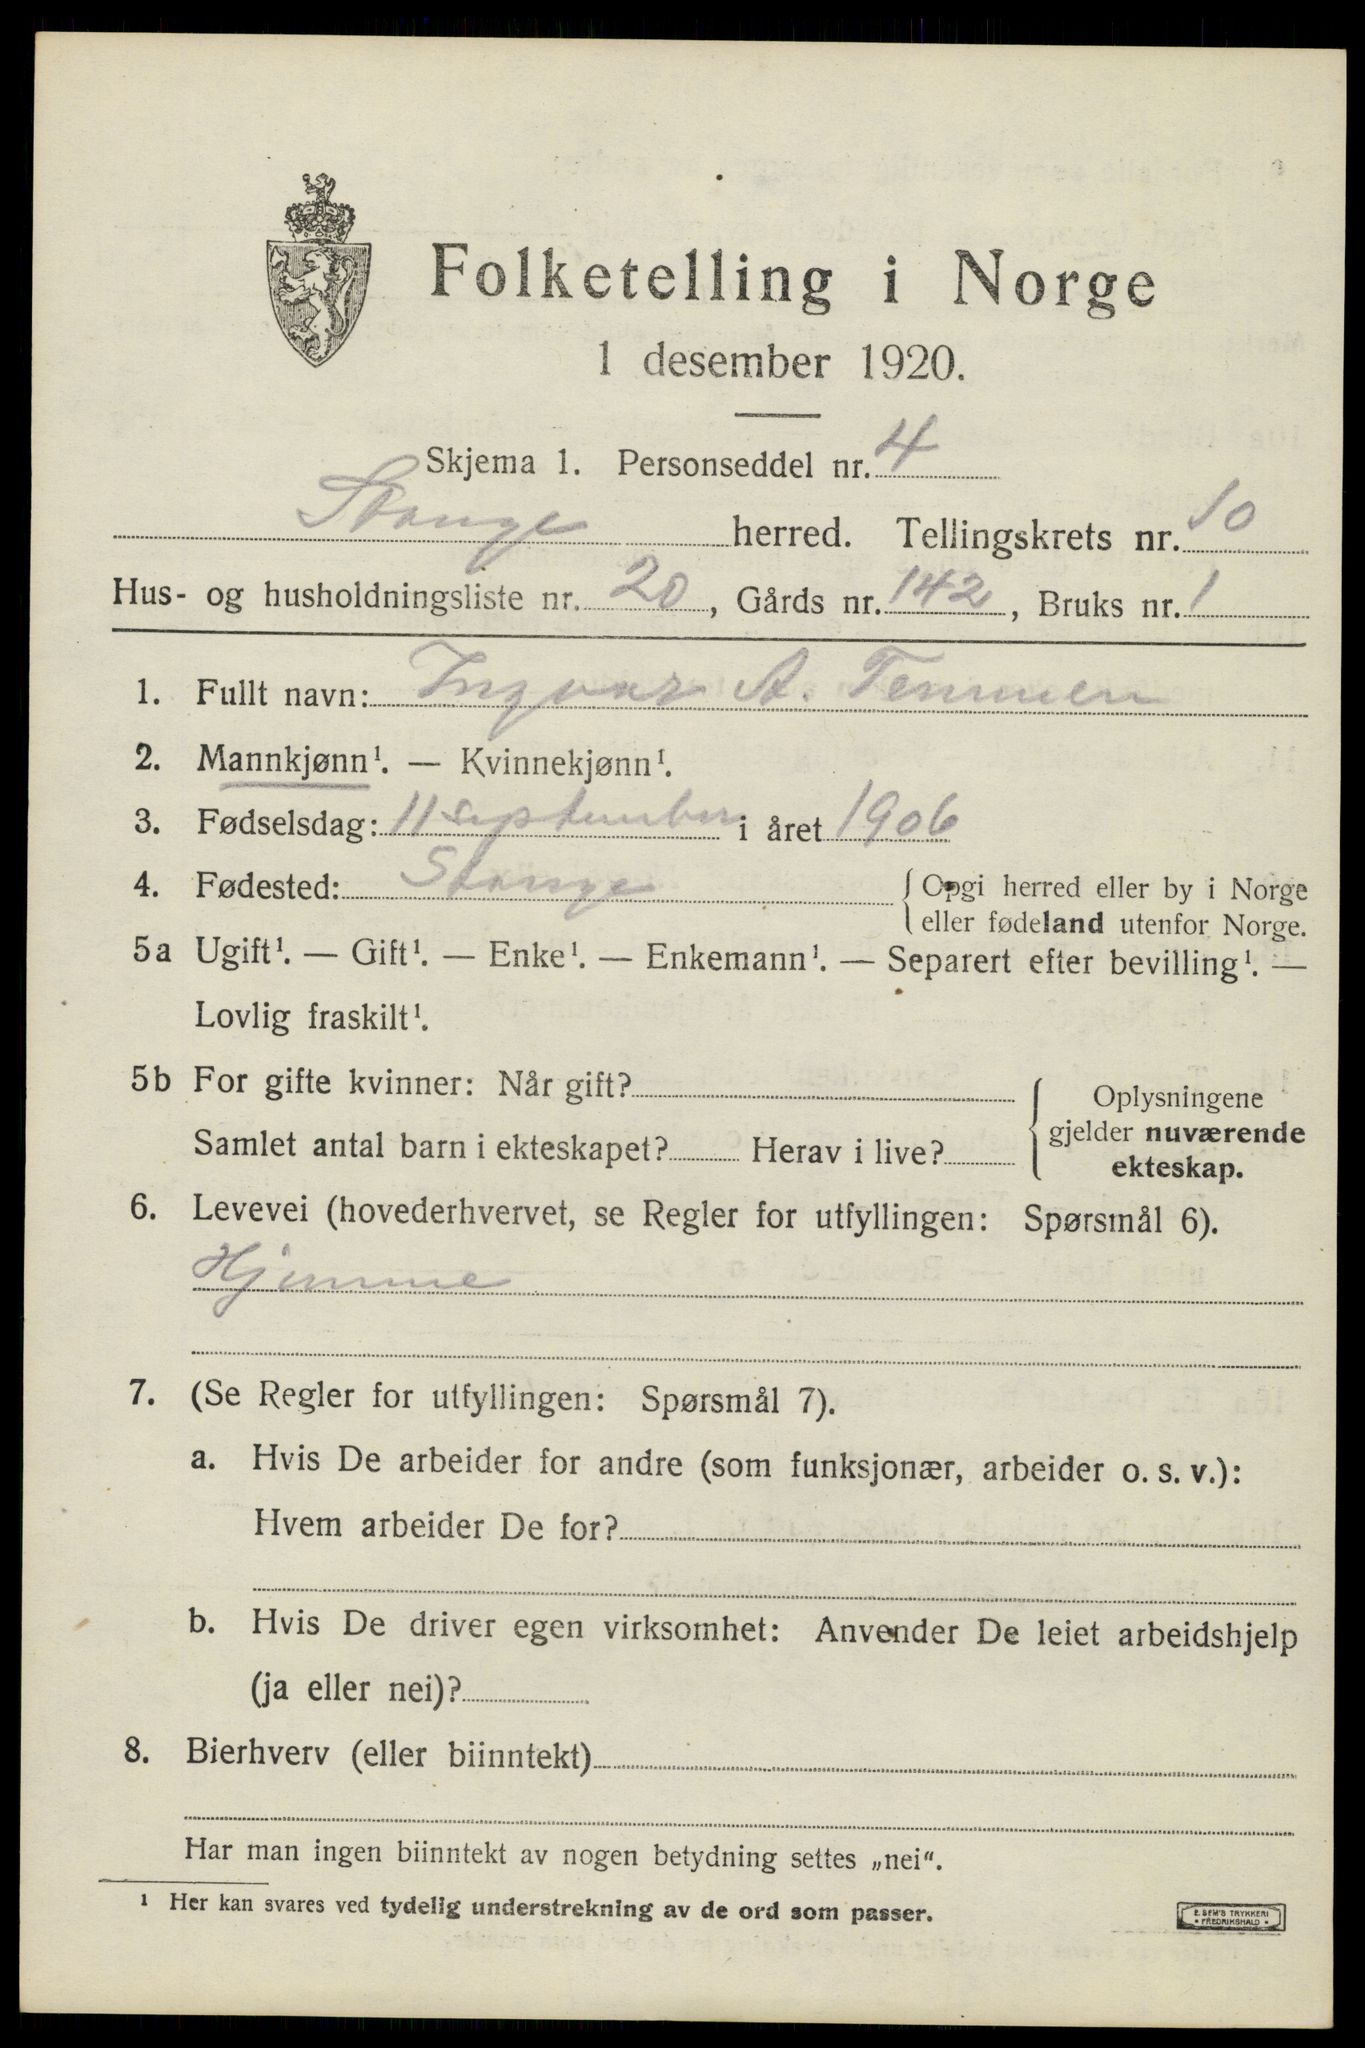 Folketelling i Norge
1 desember 1920.
Skjema 1. Personseddel nr. 4
Stange herred. Tellingskrets nr. 10
Hus- og husholdningsliste nr. 20, Gårds nr. 142, Bruks nr. 1
1. Fullt navn: Ingvar A. Temmen
2. Mannkjønn¹. — Kvinnekjønn¹.
3. Fødselsdag: 11 september i året 1906
4. Fødested: Stange {Opgi herred eller by i Norge
eller fødeland utenfor Norge.
5a Ugift¹. — Gift¹. — Enke¹. — Enkemann¹. — Separert efter bevilling¹. —
Lovlig fraskilt¹.
5b For gifte kvinner: Når gift?
Samlet antal barn i ekteskapet? Herav i live?
{Oplysningene
gjelder nuværende
ekteskap.
6. Levevei (hovederhvervet, se Regler for utfyllingen: Spørsmål 6).
Hjemme
7. (Se Regler for utfyllingen: Spørsmål 7).
a. Hvis De arbeider for andre (som funksjonær, arbeider o. s. v.):
Hvem arbeider De for?
b. Hvis De driver egen virksomhet: Anvender De leiet arbeidshjelp
(ja eller nei)?
8. Bierhverv (eller biinntekt)
Har man ingen biinntekt av nogen betydning settes „nei“.
¹ Her kan svares ved tydelig understrekning av de ord som passer.
E. SEM'S TRYKKERI
• FREDRIKSHALD •